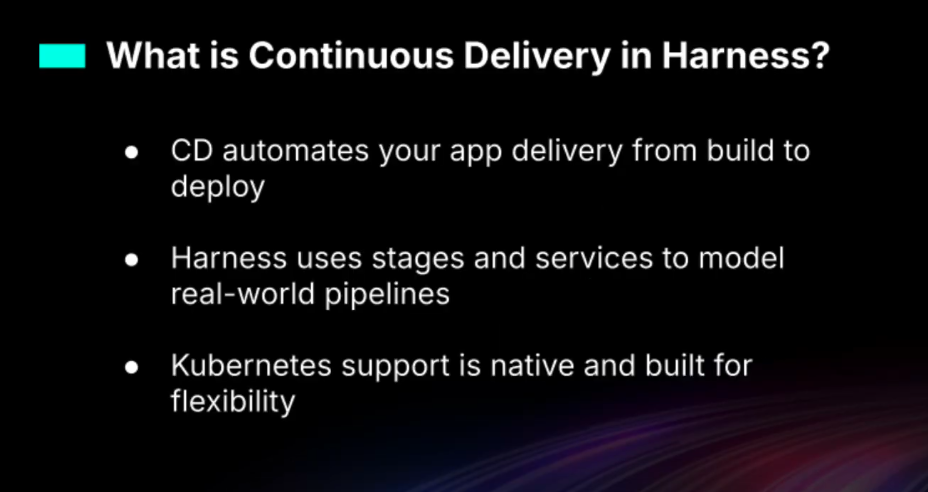 What is Continuous Delivery in Harness?
● CD automates your app delivery from build to
deploy
● Harness uses stages and services to model
real-world pipelines
● Kubernetes support is native and built for
flexibility